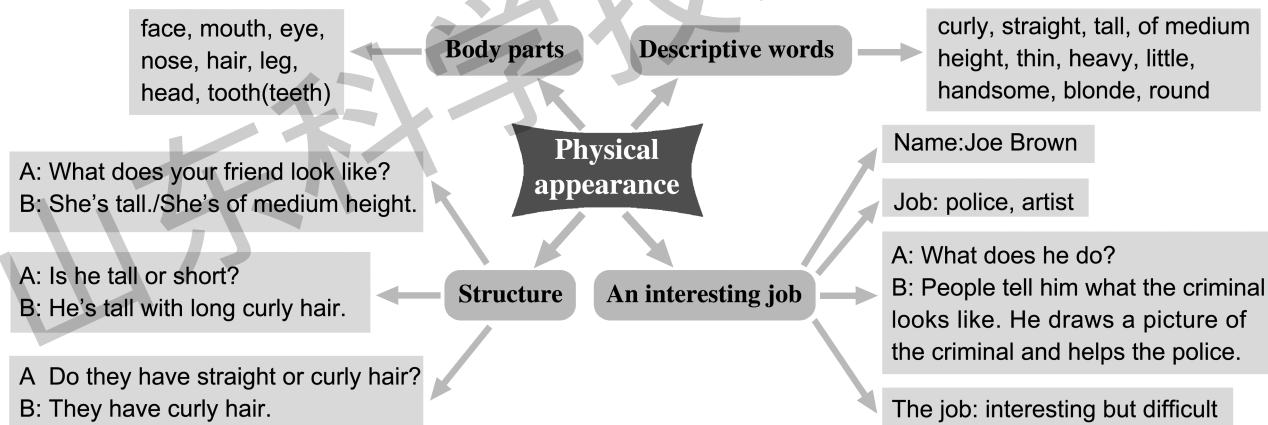 face, mouth, eye,
nose, hair, leg,
head, tooth(teeth)
Body parts
Descriptive words
curly, straight, tall, of medium
height, thin, heavy, little,
handsome, blonde, round
Physical
appearance
A: What does your friend look like?
B: She's tall./She's of medium height.
A: Is he tall or short?
B: He's tall with long curly hair.
A  Do they have straight or curly hair?
B: They have curly hair.
Structure
An interesting job
Name:Joe Brown
Job: police, artist
A: What does he do?
B: People tell him what the criminal
looks like. He draws a picture of
the criminal and helps the police.
The job: interesting but difficult
山东科学技